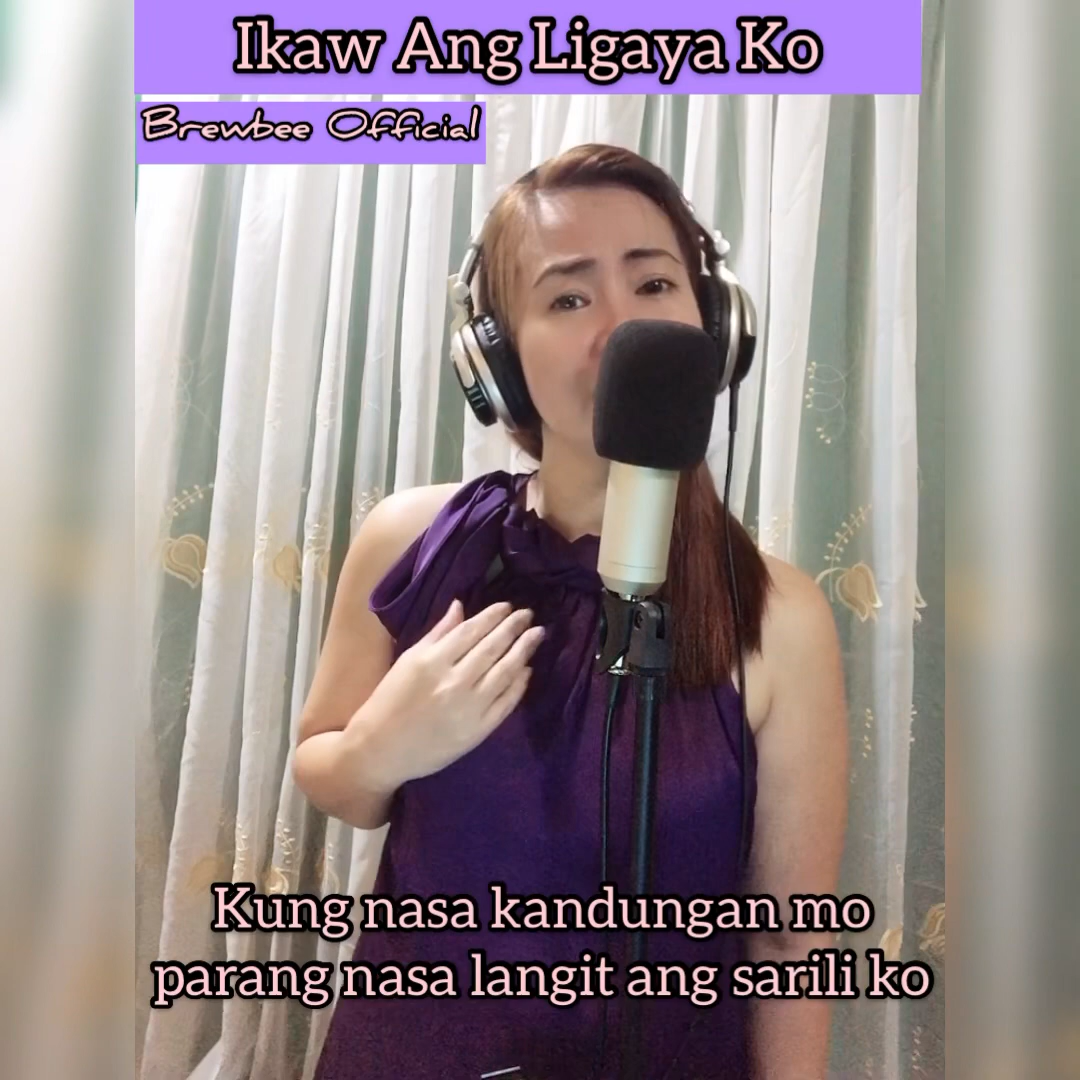 Ikaw Ang Ligaya Ko
Brewbee Official
Kung nasa kandungan mo
parang nasa langit ang sarili ko